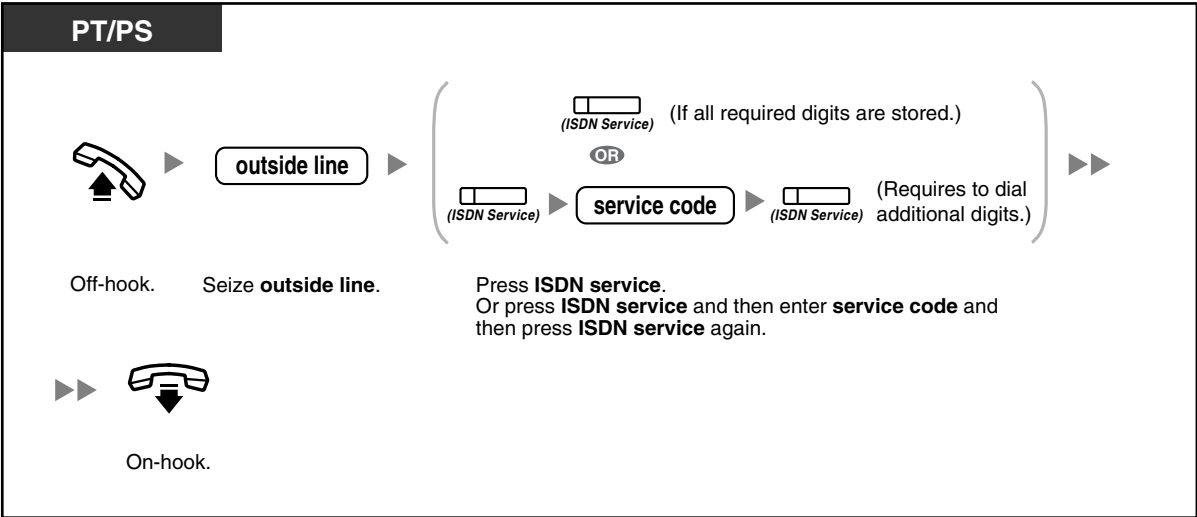 PT/PS
(ISDN Service)
(If all required digits are stored.)
OR
outside line
(ISDN Service)
service code
(ISDN Service)
(Requires to dial
additional digits.)
Off-hook.
Seize outside line.
Press ISDN service.
Or press ISDN service and then enter service code and
then press ISDN service again.
On-hook.